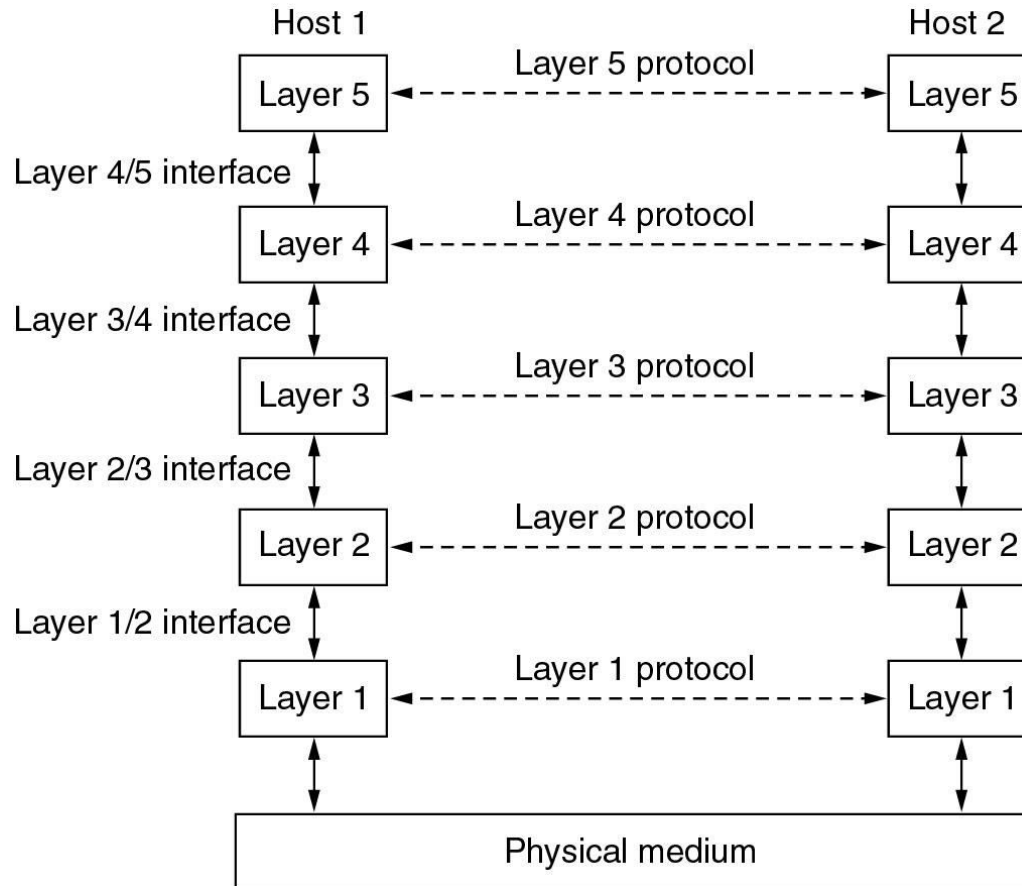 Host 1
Host 2
Layer 5
Layer 5 protocol
Layer 5
Layer 4/5 interface
Layer 4
Layer 4 protocol
Layer 4
Layer 3/4 interface
Layer 3
Layer 3 protocol
Layer 3
Layer 2/3 interface
Layer 2
Layer 2 protocol
Layer 2
Layer 1/2 interface
Layer 1
Layer 1 protocol
Layer 1
Physical medium